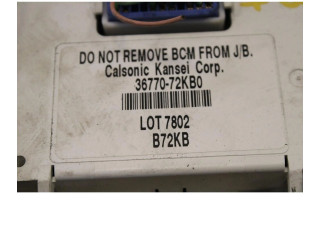 DO NOT REMOVE BCM FROM J/B.
Calsonic Kansei Corp.
36770-72KB0
LOT 7802
B72KB